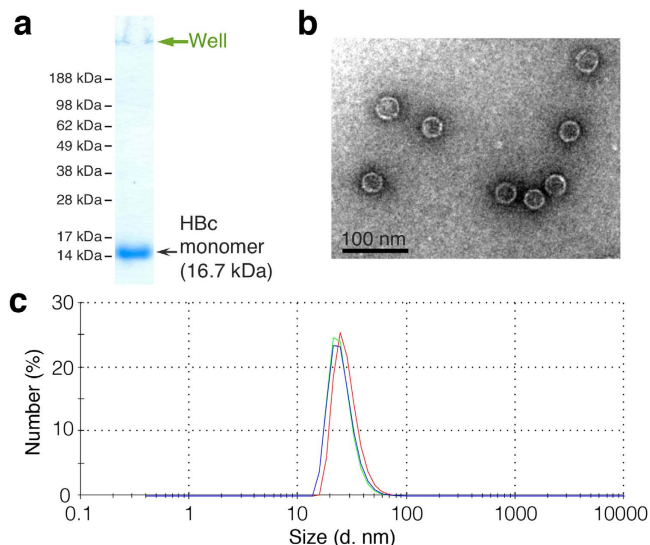 a
Well
188 kDa
98 kDa
62 kDa
49 kDa
38 kDa
28 kDa
17 kDa
14 kDa
HBc
monomer
(16.7 kDa)
b
100 nm
c
Number (%)
30
20
10
0
0.1 1 10 100 1000 10000
Size (d. nm)